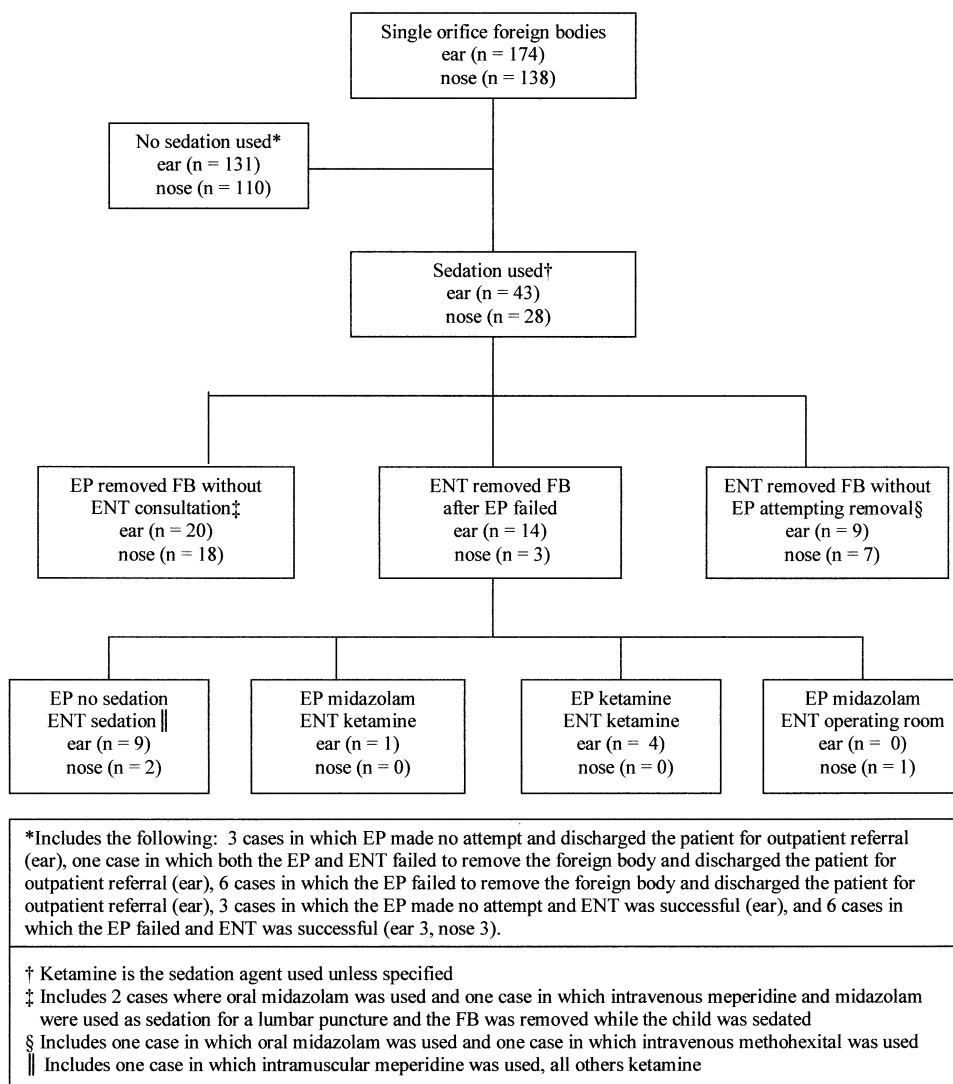 Single orifice foreign bodies
ear (n = 174)
nose (n = 138)
No sedation used*
ear (n = 131)
nose (n = 110)
Sedation used†
ear (n = 43)
nose (n = 28)
EP removed FB without
ENT consultation‡
ear (n = 20)
nose (n = 18)
ENT removed FB
after EP failed
ear (n = 14)
nose (n = 3)
ENT removed FB without
EP attempting removal§
ear (n = 9)
nose (n = 7)
EP no sedation
ENT sedation ‖
ear (n = 9)
nose (n = 2)
EP midazolam
ENT ketamine
ear (n = 1)
nose (n = 0)
EP ketamine
ENT ketamine
ear (n = 4)
nose (n = 0)
EP midazolam
ENT operating room
ear (n = 0)
nose (n = 1)
*Includes the following: 3 cases in which EP made no attempt and discharged the patient for outpatient referral
(ear), one case in which both the EP and ENT failed to remove the foreign body and discharged the patient for
outpatient referral (ear), 6 cases in which the EP failed to remove the foreign body and discharged the patient for
outpatient referral (ear), 3 cases in which the EP made no attempt and ENT was successful (ear), and 6 cases in
which the EP failed and ENT was successful (ear 3, nose 3).
† Ketamine is the sedation agent used unless specified
‡ Includes 2 cases where oral midazolam was used and one case in which intravenous meperidine and midazolam
were used as sedation for a lumbar puncture and the FB was removed while the child was sedated
§ Includes one case in which oral midazolam was used and one case in which intravenous methohexital was used
‖ Includes one case in which intramuscular meperidine was used, all others ketamine